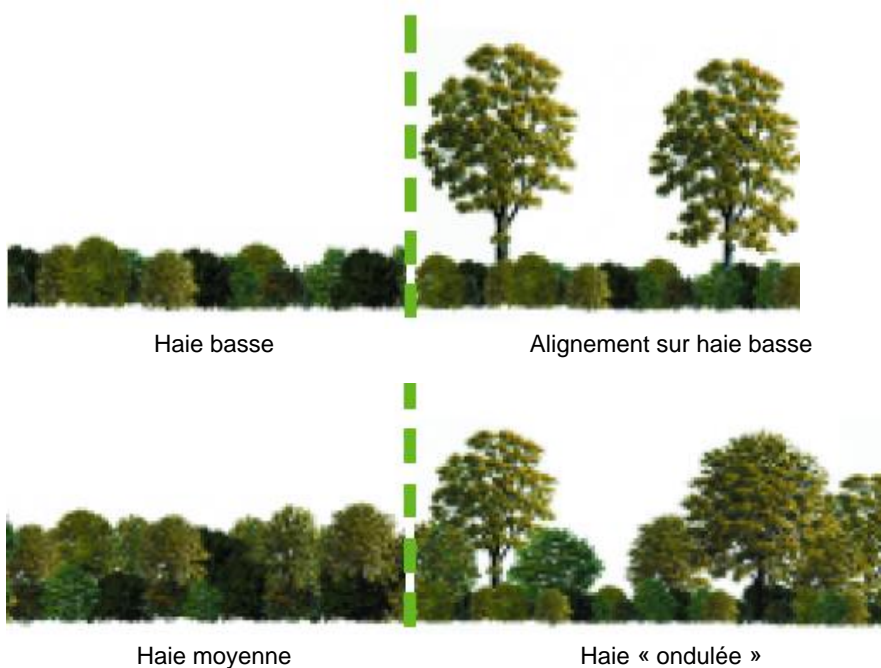 Haie basse
Alignement sur haie basse
Haie moyenne
Haie « ondulée »